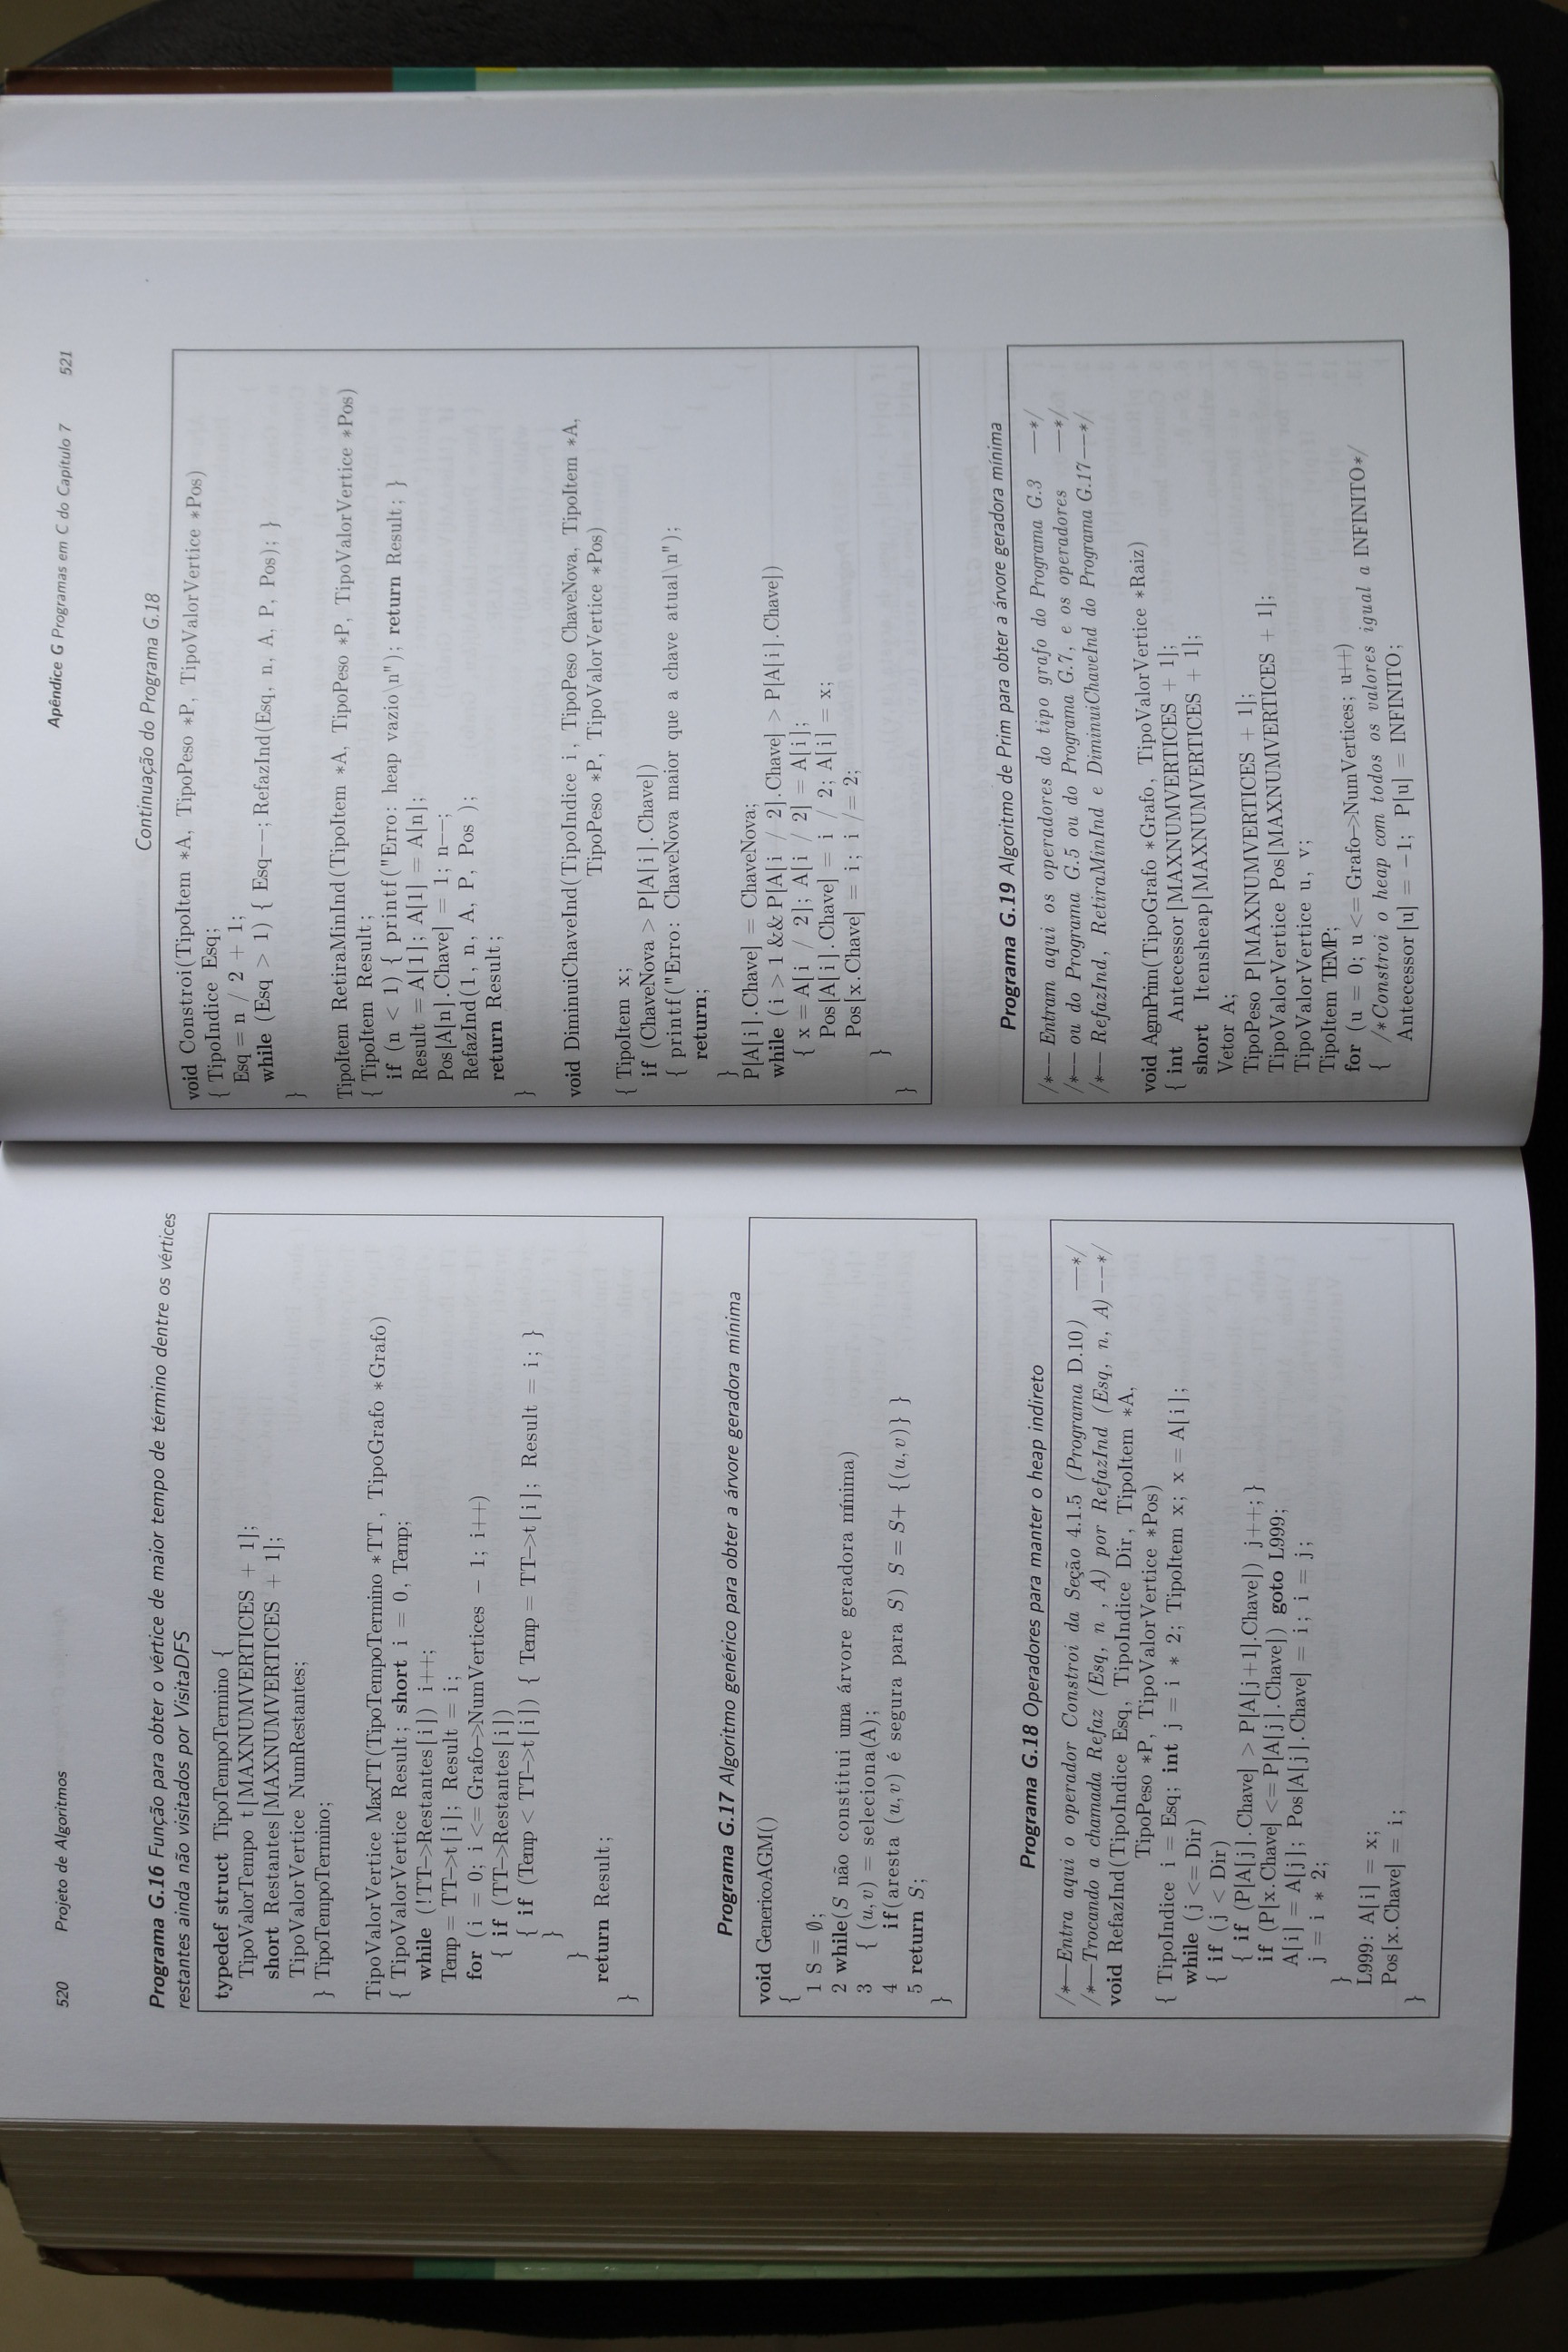 520 Projeto de Algoritmos
Programa G.16 Função para obter o vértice de maior tempo de término dentre os vértices
restantes ainda não visitados por VisitaDFS
typedef struct TipoTempoTermino {
TipoValorTempo t[MAXNUMVERTICES + 1];
short Restantes[MAXNUMVERTICES + 1];
TipoValorVertice NumRestantes;
} TipoTempoTermino;
TipoValorVertice MaxTT(TipoTempoTermino *TT, TipoGrafo *Grafo)
{ TipoValorVertice Result; short i = 0, Temp;
while (!TT->Restantes[i]) i++;
Temp = TT->t[i]; Result = i;
for (i = 0; i <= Grafo->NumVertices - 1; i++)
{ if (TT->Restantes[i])
{ if (Temp < TT->t[i]) { Temp = TT->t[i]; Result = i; }
}
}
return Result;
}
Programa G.17 Algoritmo genérico para obter a árvore geradora mínima
void GenericoAGM()
{
1 S = ∅;
2 while(S não constitui uma árvore geradora mínima)
3 { (u,v) = seleciona(A);
4 if(aresta (u,v) é segura para S) S = S+ {(u,v)} }
5 return S;
}
Programa G.18 Operadores para manter o heap indireto
/*—Entra aqui o operador Constroi da Seção 4.1.5 (Programa D.10) —*/
/*—Trocando a chamada Refaz (Esq, n , A) por RefazInd (Esq, n, A)——*/
void RefazInd(TipoIndice Esq, TipoIndice Dir, TipoItem *A,
TipoPeso *P, TipoValorVertice *Pos)
{ TipoIndice i = Esq; int j = i * 2; TipoItem x; x = A[i];
while (j <= Dir)
{ if (j < Dir)
{ if (P[A[j].Chave] > P[A[j+1].Chave]) j++; }
if (P[x.Chave] <= P[A[j].Chave]) goto L999;
A[i] = A[j]; Pos[A[j].Chave] = i; i = j;
j = i * 2;
}
L999: A[i] = x;
Pos[x.Chave] = i;
}
Apêndice G Programas em C do Capítulo 7 521
Continuação do Programa G.18
void Constroi(TipoItem *A, TipoPeso *P, TipoValorVertice *Pos)
{ TipoIndice Esq;
Esq = n / 2 + 1;
while (Esq > 1) { Esq--; RefazInd(Esq, n, A, P, Pos); }
}
TipoItem RetiraMinInd(TipoItem *A, TipoPeso *P, TipoValorVertice *Pos)
{ TipoItem Result;
if (n < 1) { printf("Erro: heap vazio\n"); return Result; }
Result = A[1]; A[1] = A[n];
Pos[A[n].Chave] = 1; n--;
RefazInd(1, n, A, P, Pos );
return Result;
}
void DiminuiChaveInd(TipoIndice i, TipoPeso ChaveNova, TipoItem *A,
TipoPeso *P, TipoValorVertice *Pos)
{ TipoItem x;
if (ChaveNova > P[A[i].Chave])
{ printf("Erro: ChaveNova maior que a chave atual\n");
return;
}
P[A[i].Chave] = ChaveNova;
while (i > 1 && P[A[i / 2].Chave] > P[A[i].Chave])
{ x = A[i / 2]; A[i / 2] = A[i];
Pos[A[i].Chave] = i / 2; A[i] = x;
Pos[x.Chave] = i; i /= 2;
}
}
Programa G.19 Algoritmo de Prim para obter a árvore geradora mínima
/*— Entram aqui os operadores do tipo grafo do Programa G.3 —*/
/*— ou do Programa G.5 ou do Programa G.7, e os operadores —*/
/*— RefazInd, RetiraMinInd e DiminuiChaveInd do Programa G.17——*/
void AgmPrim(TipoGrafo *Grafo, TipoValorVertice *Raiz)
{ int Antecessor[MAXNUMVERTICES + 1];
short Itensheap[MAXNUMVERTICES + 1];
Vetor A;
TipoPeso P[MAXNUMVERTICES + 1];
TipoValorVertice Pos[MAXNUMVERTICES + 1];
TipoValorVertice u, v;
TipoItem TEMP;
for (u = 0; u <= Grafo->NumVertices; u++)
{ /*Constroi o heap com todos os valores igual a INFINITO*/
Antecessor[u] = -1; P[u] = INFINITO;